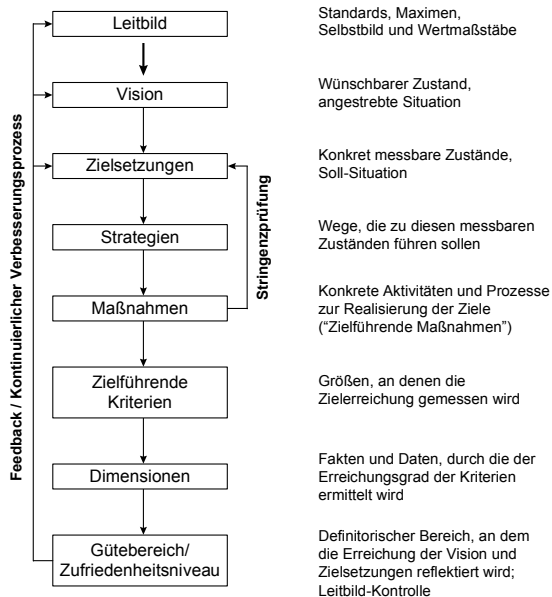 Leitbild
Standards, Maximen,
Selbstbild und Wertmaßstäbe
Vision
Wünschbarer Zustand,
angestrebte Situation
Zielsetzungen
Konkret messbare Zustände,
Soll-Situation
Strategien
Wege, die zu diesen messbaren
Zuständen führen sollen
Maßnahmen
Konkrete Aktivitäten und Prozesse
zur Realisierung der Ziele
(“Zielführende Maßnahmen”)
Zielführende
Kriterien
Größen, an denen die
Zielerreichung gemessen wird
Dimensionen
Fakten und Daten, durch die der
Erreichungsgrad der Kriterien
ermittelt wird
Gütebereich/
Zufriedenheitsniveau
Definitorischer Bereich, an dem
die Erreichung der Vision und
Zielsetzungen reflektiert wird;
Leitbild-Kontrolle
Feedback / Kontinuierlicher Verbesserungsprozess
Stringenzprüfung